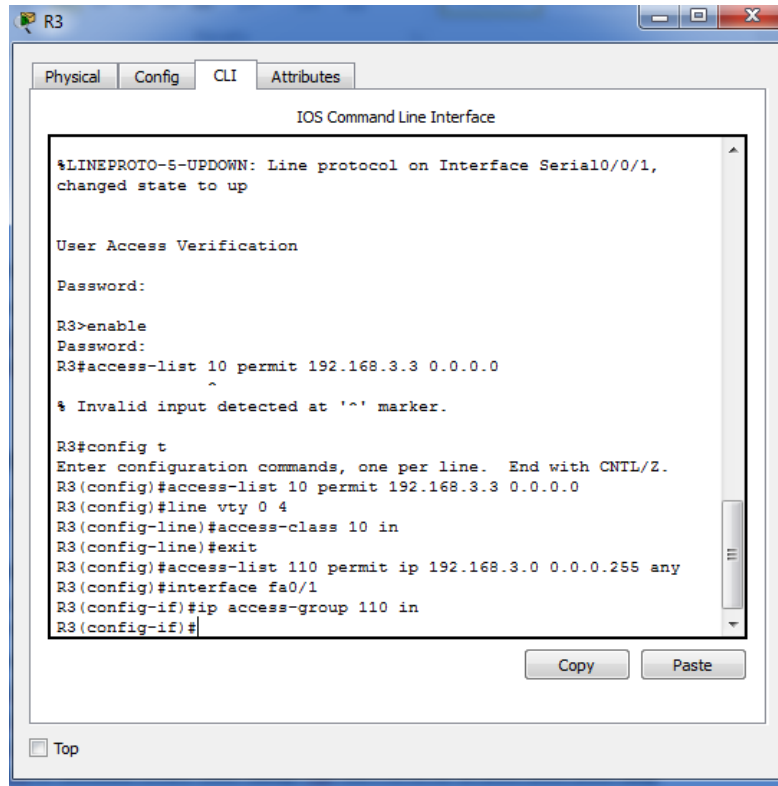 R3
Physical Config CLI Attributes
IOS Command Line Interface
%LINEPROTO-5-UPDOWN: Line protocol on Interface Serial0/0/1,
changed state to up
User Access Verification
Password:
R3>enable
Password:
R3#access-list 10 permit 192.168.3.3 0.0.0.0
^
% Invalid input detected at '^' marker.
R3#config t
Enter configuration commands, one per line.  End with CNTL/Z.
R3(config)#access-list 10 permit 192.168.3.3 0.0.0.0
R3(config)#line vty 0 4
R3(config-line)#access-class 10 in
R3(config-line)#exit
R3(config)#access-list 110 permit ip 192.168.3.0 0.0.0.255 any
R3(config)#interface fa0/1
R3(config-if)#ip access-group 110 in
R3(config-if)#
Copy Paste
Top